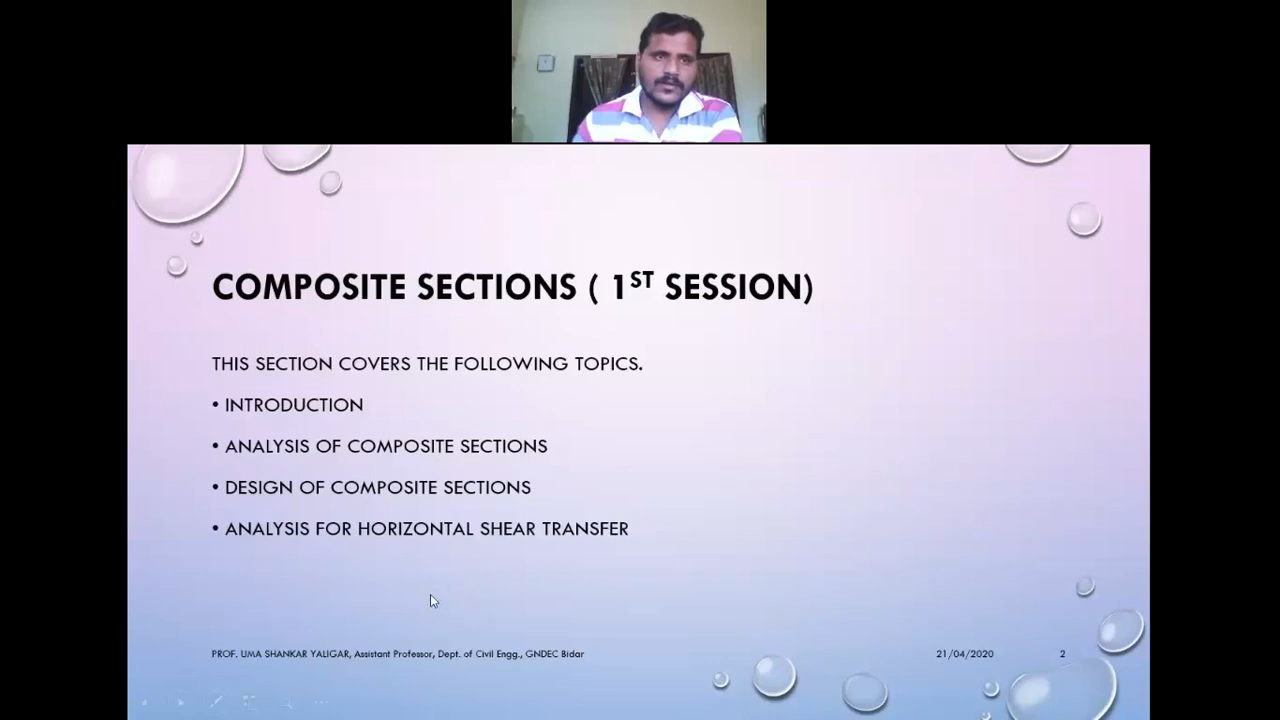 COMPOSITE SECTIONS ( 1ST SESSION)
THIS SECTION COVERS THE FOLLOWING TOPICS.
• INTRODUCTION
• ANALYSIS OF COMPOSITE SECTIONS
• DESIGN OF COMPOSITE SECTIONS
• ANALYSIS FOR HORIZONTAL SHEAR TRANSFER
PROF. UMA SHANKAR YALIGAR, Assistant Professor, Dept. of Civil Engg., GNDEC Bidar 21/04/2020 2